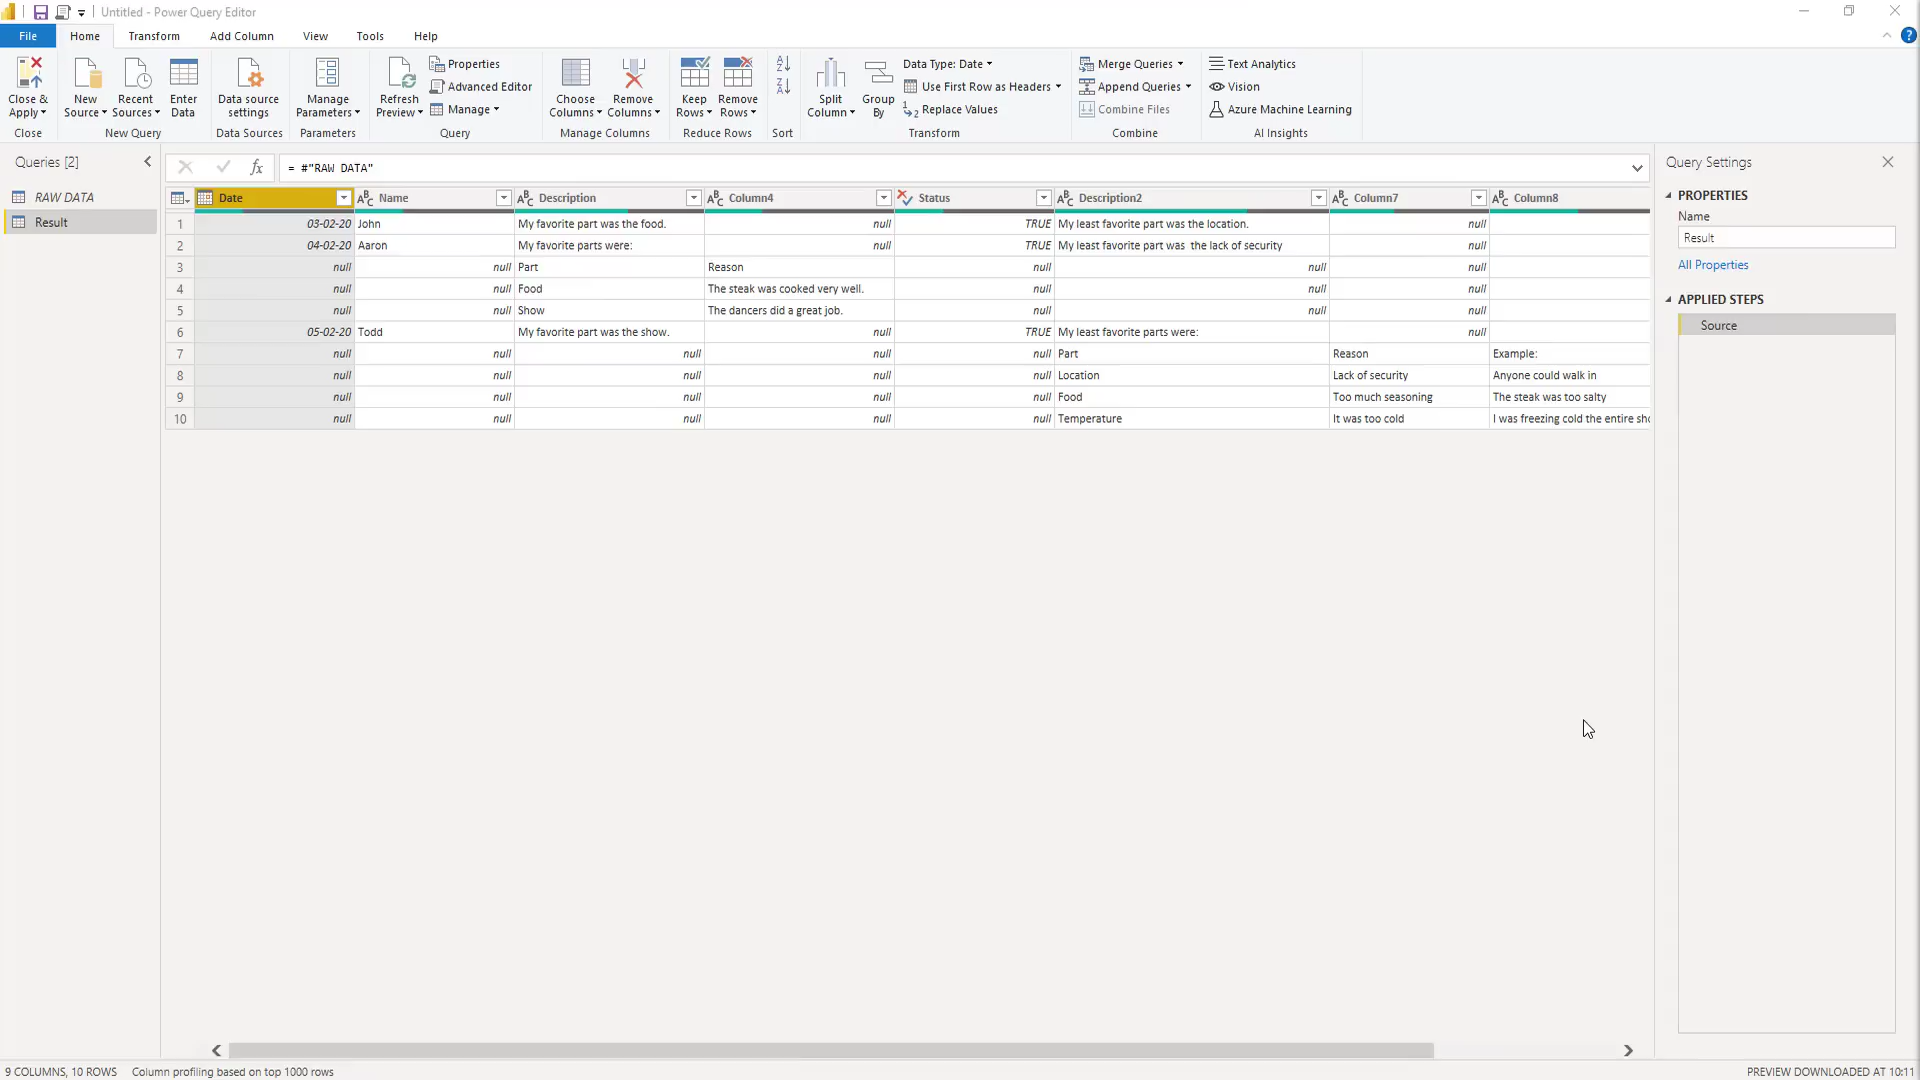 Untitled - Power Query Editor
File Home Transform Add Column View Tools Help
Close & Apply
New Source
Recent Sources
Enter Data
Data source settings
Manage Parameters
Refresh Preview
Properties
Advanced Editor
Manage
Choose Columns
Remove Columns
Keep Rows
Remove Rows
Split Column
Group By
Data Type: Date
Use First Row as Headers
Replace Values
Merge Queries
Append Queries
Combine Files
Text Analytics
Vision
Azure Machine Learning
Close New Query Data Sources Parameters Query Manage Columns Reduce Rows Sort Transform Combine AI Insights
Queries [2]
RAW DATA
Result
fx = #"RAW DATA"
Date Name Description Column4 Status Description2 Column7 Column8
1 03-02-20 John My favorite part was the food. null TRUE My least favorite part was the location. null
2 04-02-20 Aaron My favorite parts were: null TRUE My least favorite part was the lack of security null
3 null null Part Reason null null null
4 null null Food The steak was cooked very well. null null null
5 null null Show The dancers did a great job. null null null
6 05-02-20 Todd My favorite part was the show. null TRUE My least favorite parts were: null
7 null null null null null Part Reason Example:
8 null null null null null Location Lack of security Anyone could walk in
9 null null null null null Food Too much seasoning The steak was too salty
10 null null null null null Temperature It was too cold I was freezing cold the entire sho
Query Settings
PROPERTIES
Name
Result
All Properties
APPLIED STEPS
Source
9 COLUMNS, 10 ROWS Column profiling based on top 1000 rows PREVIEW DOWNLOADED AT 10:11